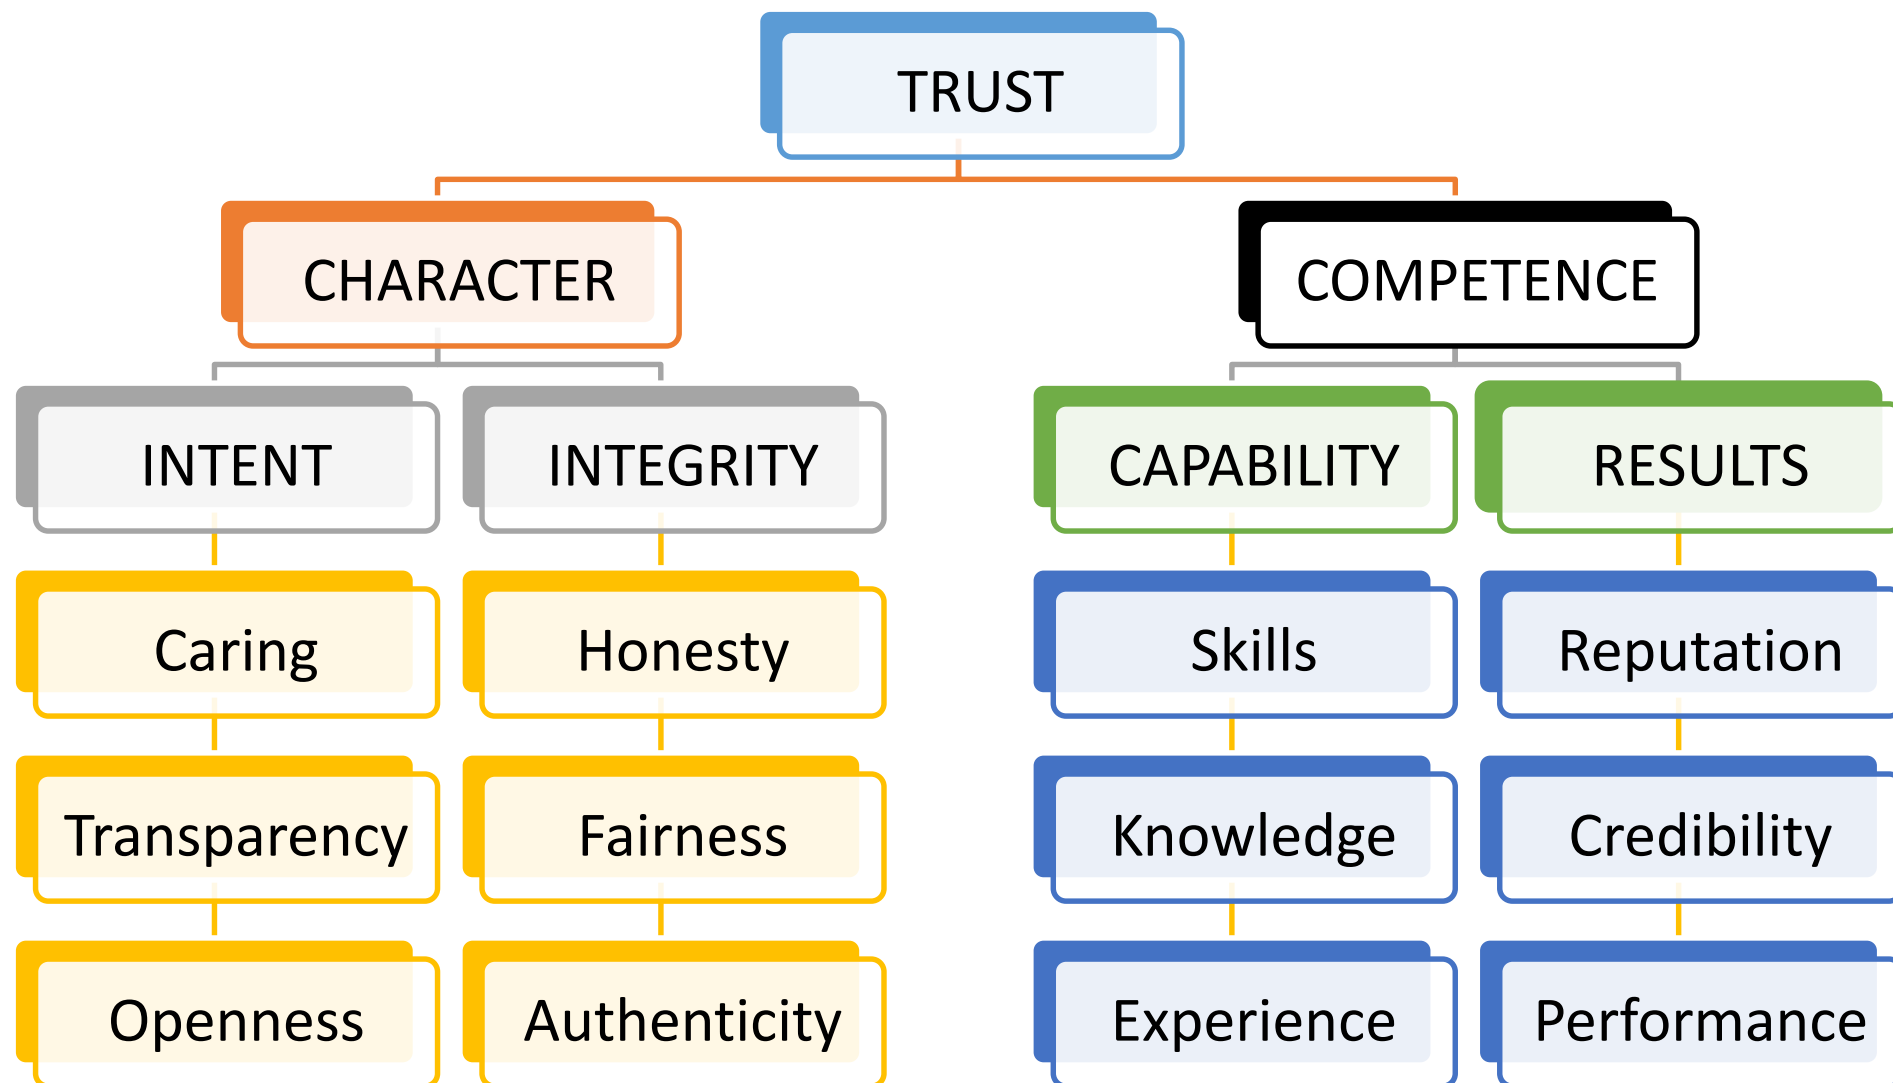 TRUST
CHARACTER
COMPETENCE
INTENT
INTEGRITY
CAPABILITY
RESULTS
Caring
Honesty
Skills
Reputation
Transparency
Fairness
Knowledge
Credibility
Openness
Authenticity
Experience
Performance